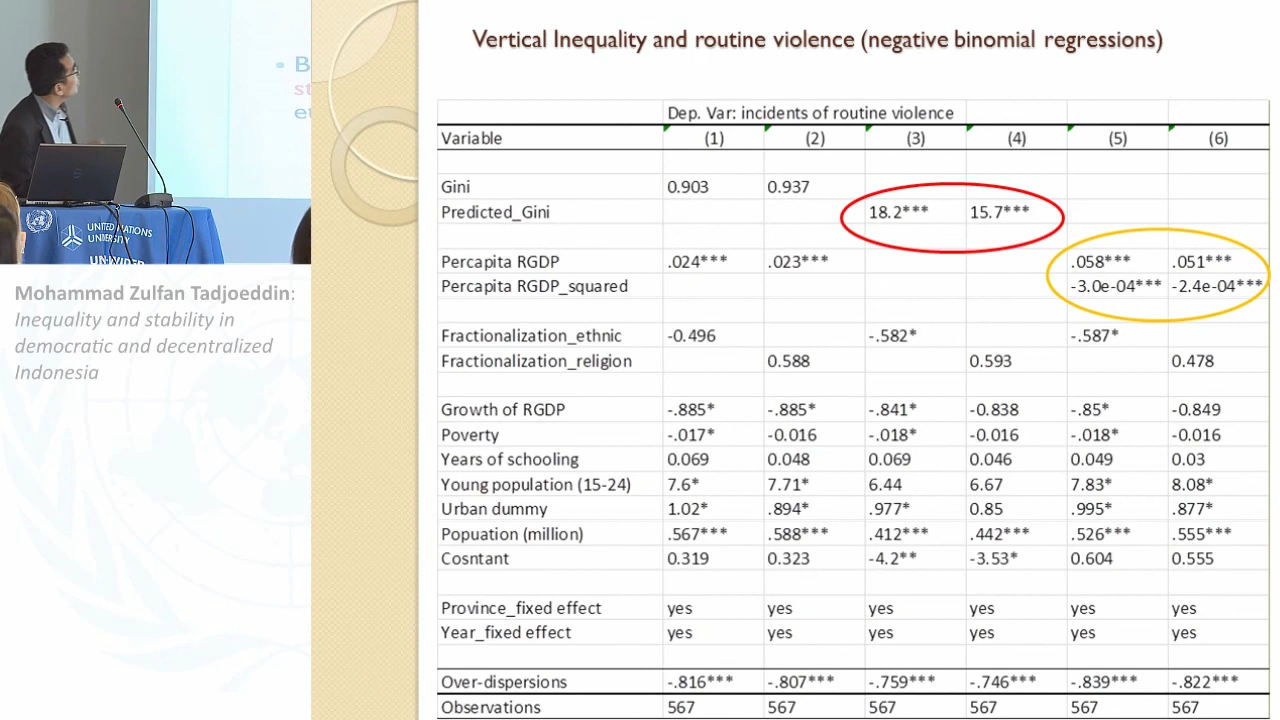 Vertical Inequality and routine violence (negative binomial regressions)
B
st
et
UNITED NATIONS
UNIVERSITY
UNU-WIDER
Mohammad Zulfan Tadjoeddin:
Inequality and stability in
democratic and decentralized
Indonesia
Dep. Var: incidents of routine violence
Variable (1) (2) (3) (4) (5) (6)
Gini 0.903 0.937
Predicted_Gini 18.2*** 15.7***
Percapita RGDP .024*** .023*** .058*** .051***
Percapita RGDP_squared -3.0e-04*** -2.4e-04***
Fractionalization_ethnic -0.496 -.582* -.587*
Fractionalization_religion 0.588 0.593 0.478
Growth of RGDP -.885* -.885* -.841* -0.838 -.85* -0.849
Poverty -.017* -0.016 -.018* -0.016 -.018* -0.016
Years of schooling 0.069 0.048 0.069 0.046 0.049 0.03
Young population (15-24) 7.6* 7.71* 6.44 6.67 7.83* 8.08*
Urban dummy 1.02* .894* .977* 0.85 .995* .877*
Popuation (million) .567*** .588*** .412*** .442*** .526*** .555***
Cosntant 0.319 0.323 -4.2** -3.53* 0.604 0.555
Province_fixed effect yes yes yes yes yes yes
Year_fixed effect yes yes yes yes yes yes
Over-dispersions -.816*** -.807*** -.759*** -.746*** -.839*** -.822***
Observations 567 567 567 567 567 567